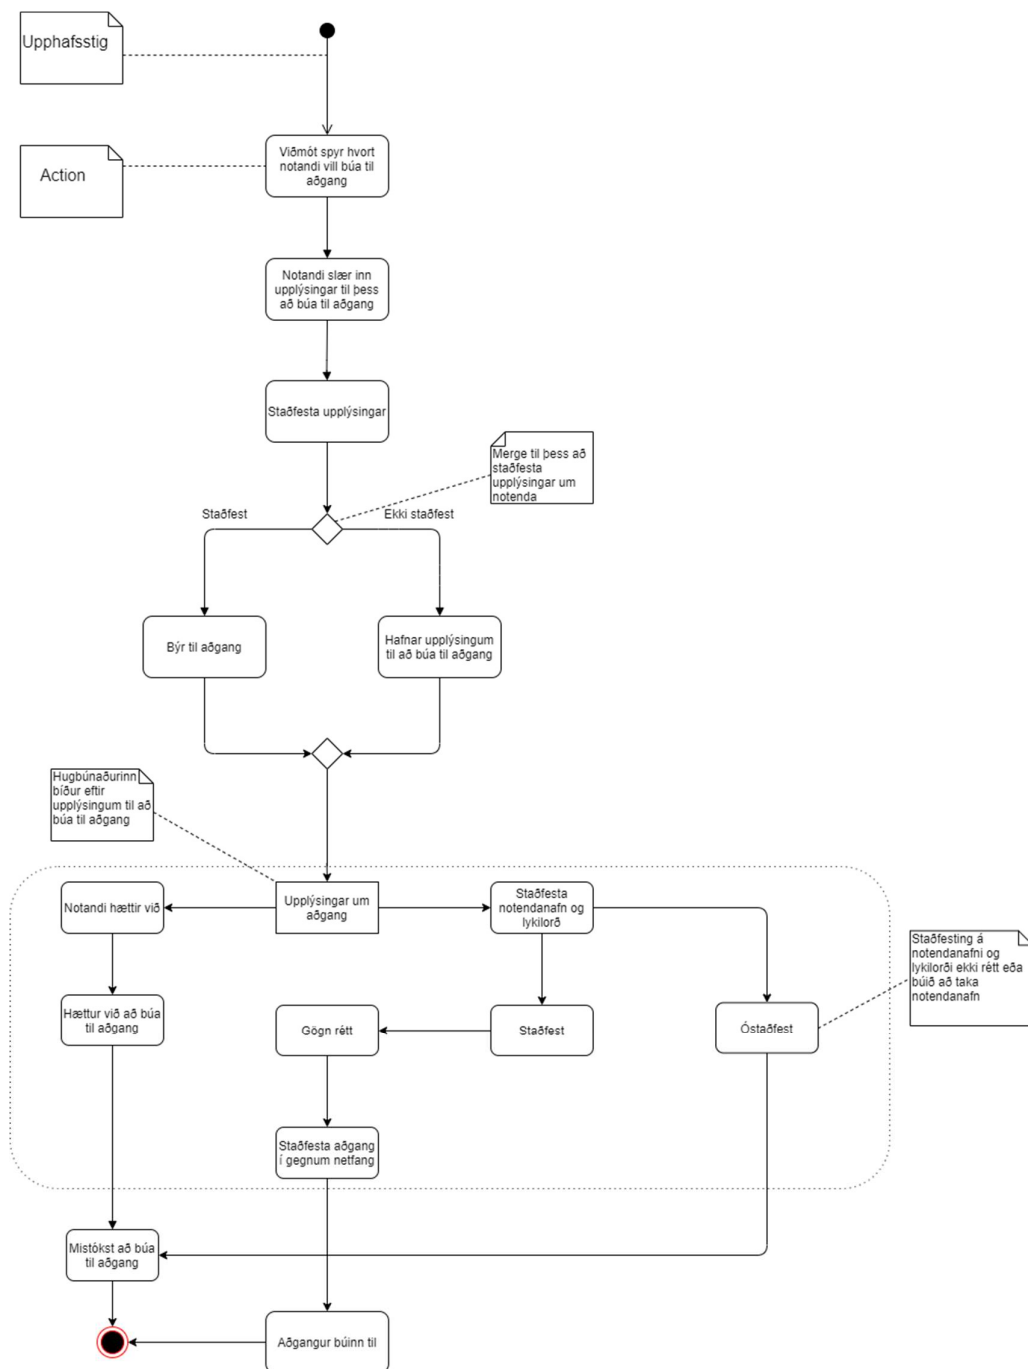 Upphafsstig
Viðmót spyr hvort
notandi vill búa til
aðgang
Action
Notandi slær inn
upplýsingar til þess
að búa til aðgang
Staðfesta upplýsingar
Merge til þess að
staðfesta
upplýsingar um
notenda
Staðfest
Ekki staðfest
Býr til aðgang
Hafnar upplýsingum
til að búa til aðgang
Hugbúnaðurinn
bíður eftir
upplýsingum til að
búa til aðgang
Notandi hættir við
Upplýsingar um
aðgang
Staðfesta
notendanafn og
lykilorð
Staðfesting á
notendanafni og
lykilorði ekki rétt eða
búið að taka
notendanafn
Hættur við að búa
til aðgang
Gögn rétt
Staðfest
Óstaðfest
Staðfesta aðgang
í gegnum netfang
Mistókst að búa
til aðgang
Aðgangur búinn til